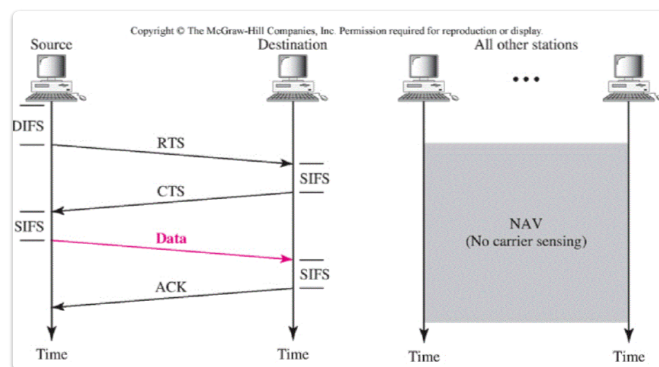 Copyright © The McGraw-Hill Companies, Inc. Permission required for reproduction or display.
Source
Destination
All other stations
DIFS
RTS
SIFS
CTS
SIFS
Data
SIFS
ACK
NAV
(No carrier sensing)
Time
Time
Time
Time